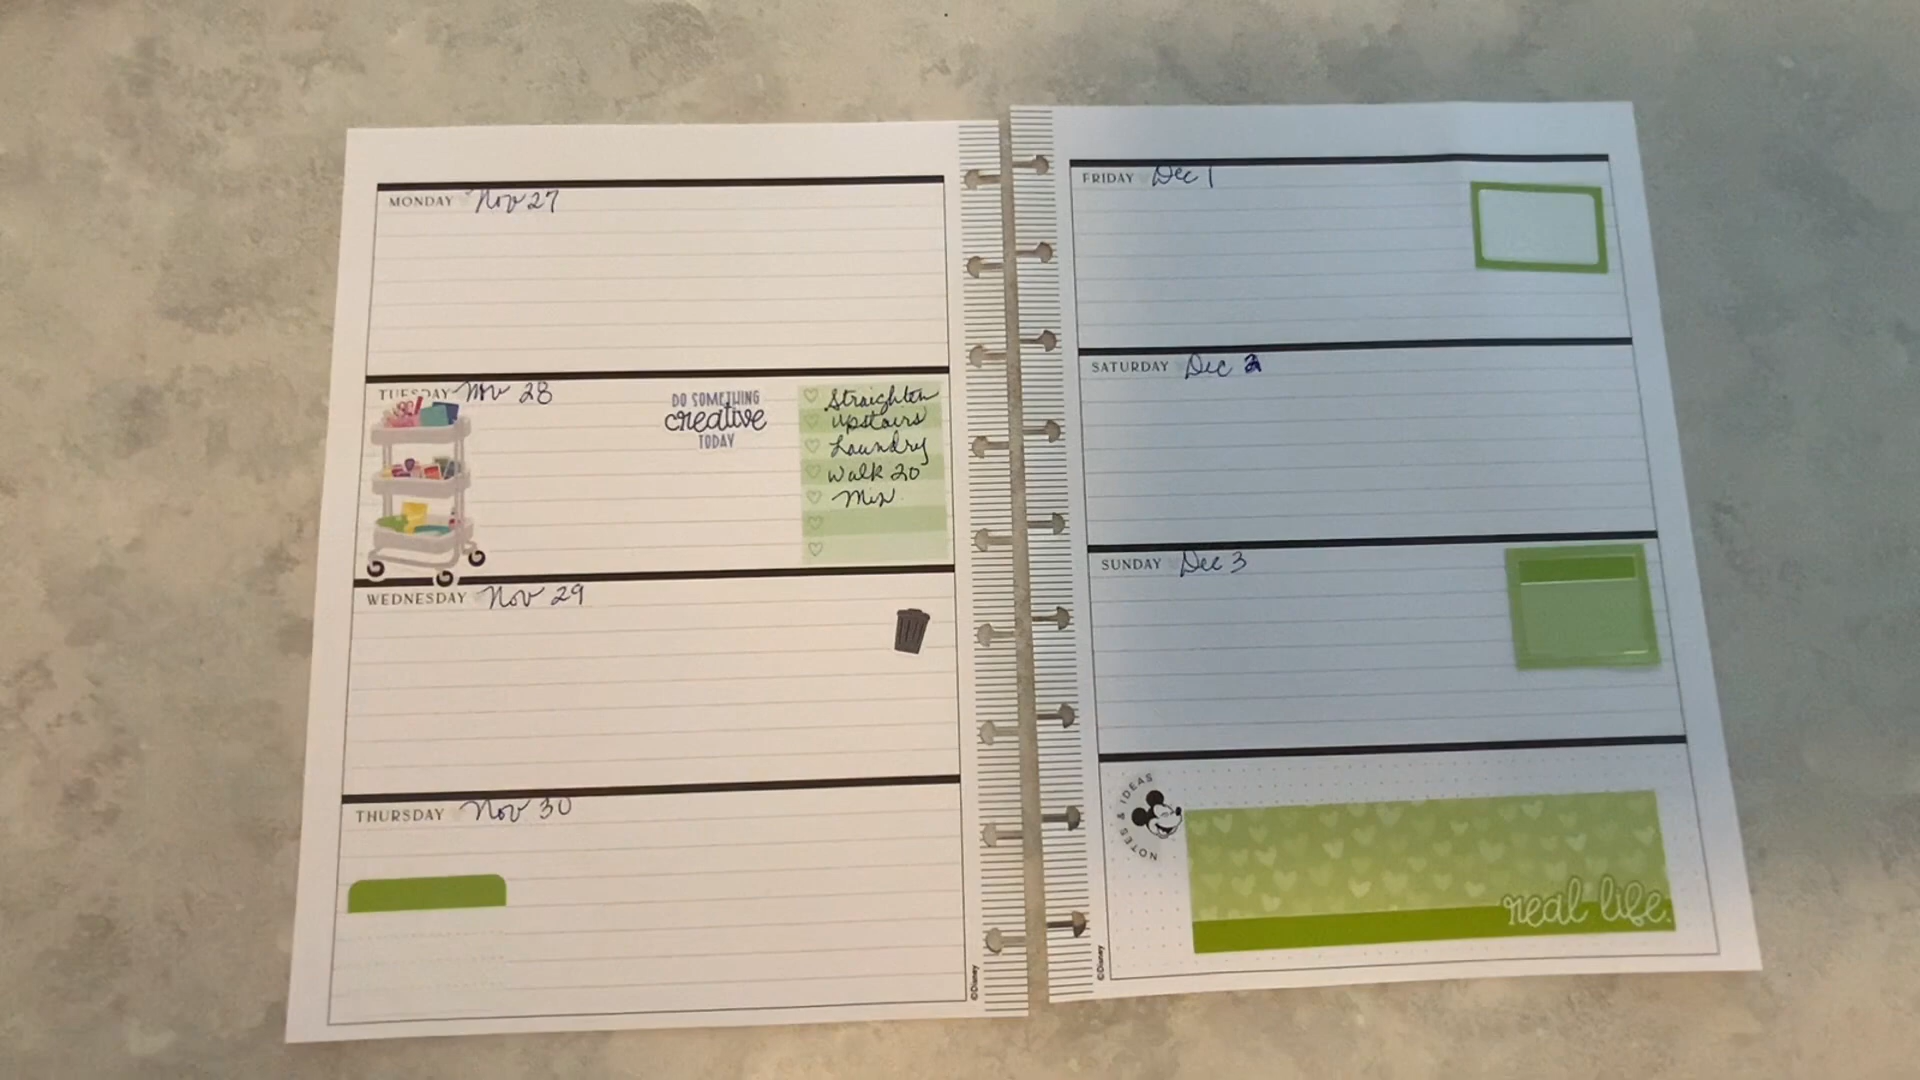 MONDAY Nov 27
TUESDAY Nov 28
DO SOMETHING
creative
TODAY
Straighten
upstairs
Laundry
Walk 20
Min
WEDNESDAY Nov 29
THURSDAY Nov 30
©Disney
FRIDAY Dec 1
SATURDAY Dec 2
SUNDAY Dec 3
NOTES & IDEAS
real life.
©Disney